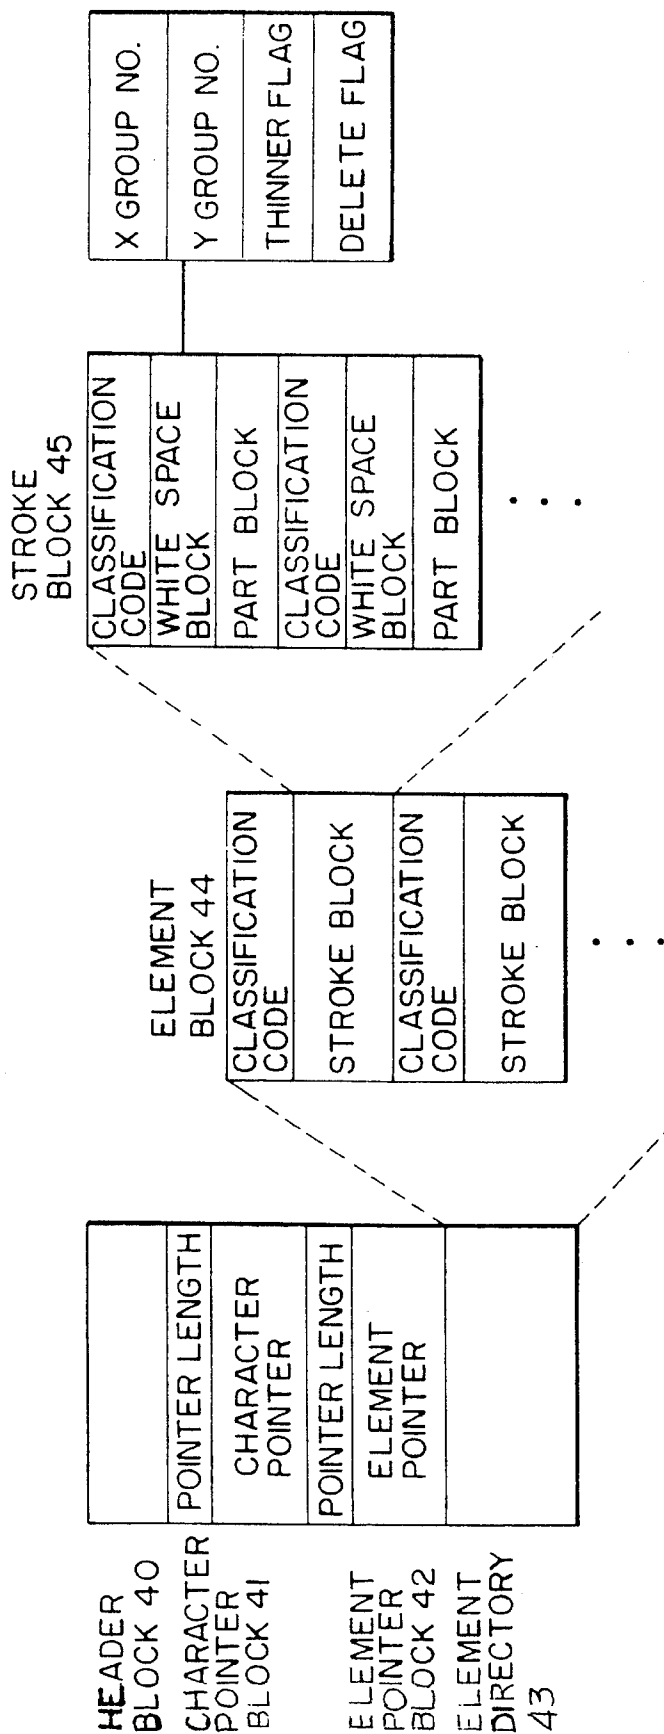 HEADER
BLOCK 40
CHARACTER
POINTER
BLOCK 41
ELEMENT
POINTER
BLOCK 42
ELEMENT
DIRECTORY
43
POINTER LENGTH
CHARACTER
POINTER
POINTER LENGTH
ELEMENT
POINTER
ELEMENT
BLOCK 44
CLASSIFICATION
CODE
STROKE BLOCK
CLASSIFICATION
CODE
STROKE BLOCK
STROKE
BLOCK 45
CLASSIFICATION
CODE
WHITE SPACE
BLOCK
PART BLOCK
CLASSIFICATION
CODE
WHITE SPACE
BLOCK
PART BLOCK
X GROUP NO.
Y GROUP NO.
THINNER FLAG
DELETE FLAG